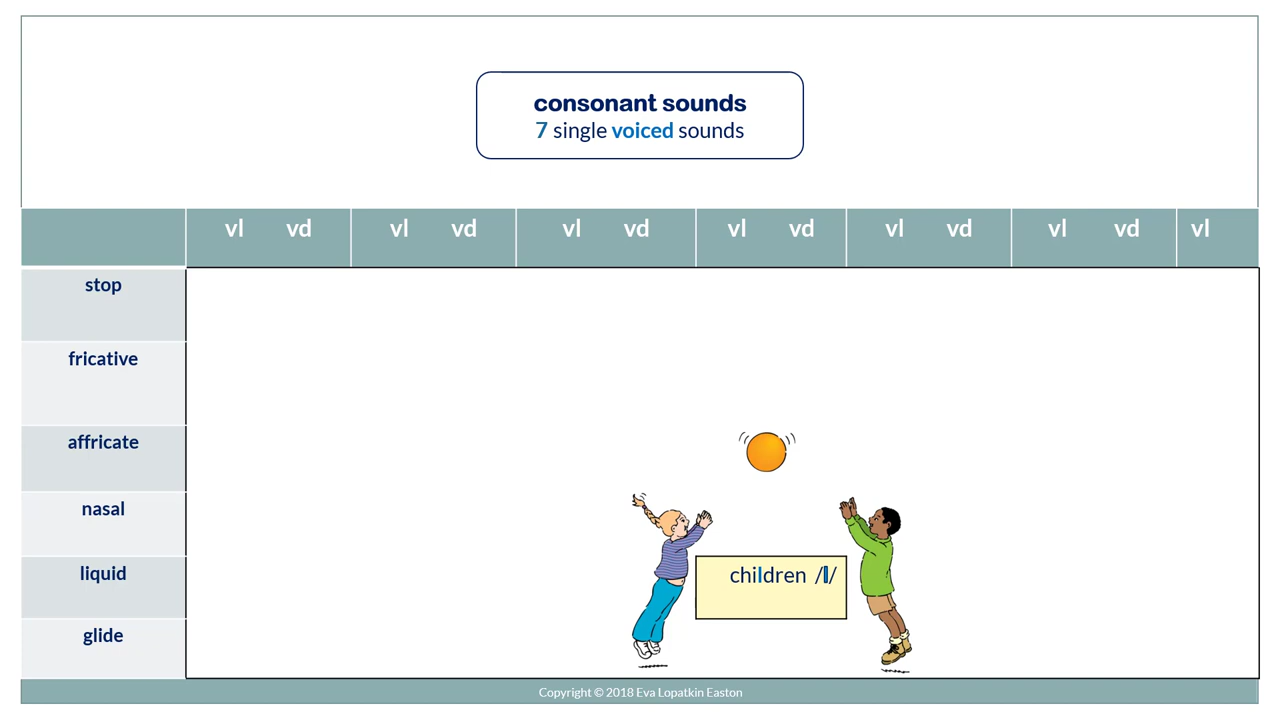 consonant sounds
7 single voiced sounds
vl vd vl vd vl vd vl vd vl vd vl vd vl
stop
fricative
affricate
nasal
liquid children /l/
glide
Copyright © 2018 Eva Lopatkin Easton